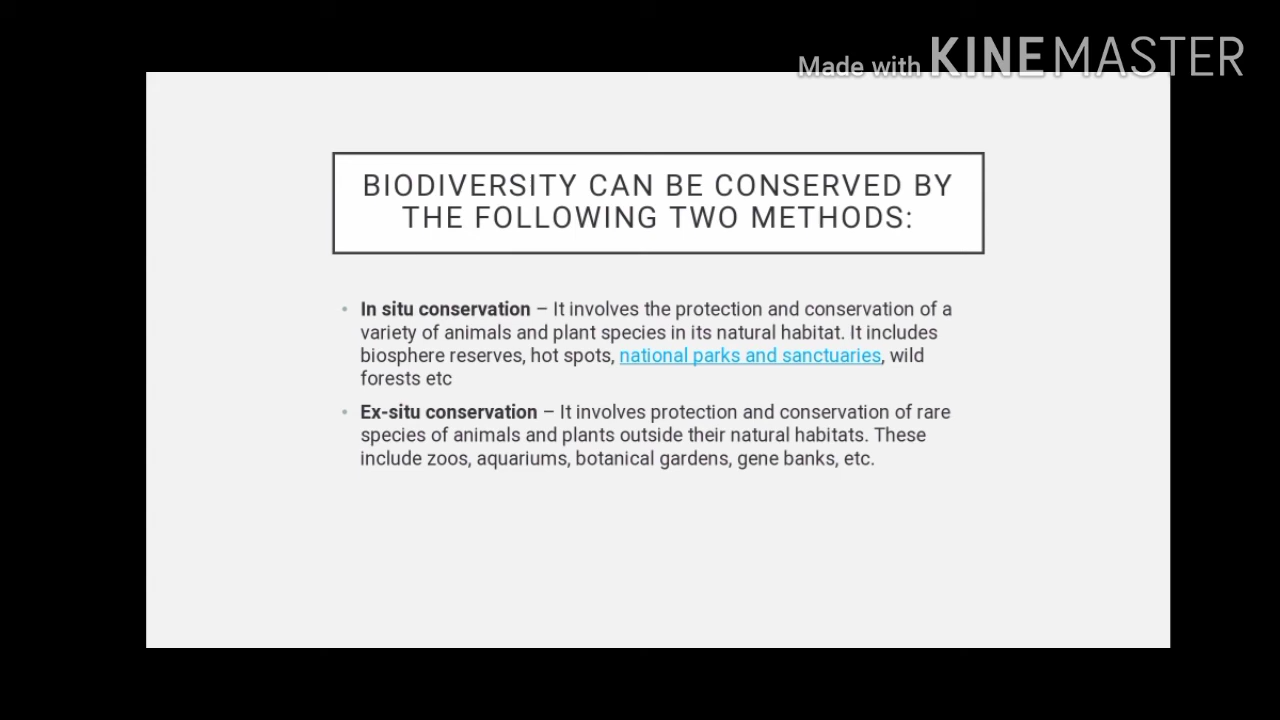 Made with KINEMASTER
BIODIVERSITY CAN BE CONSERVED BY
THE FOLLOWING TWO METHODS:
• In situ conservation – It involves the protection and conservation of a
variety of animals and plant species in its natural habitat. It includes
biosphere reserves, hot spots, national parks and sanctuaries, wild
forests etc
• Ex-situ conservation – It involves protection and conservation of rare
species of animals and plants outside their natural habitats. These
include zoos, aquariums, botanical gardens, gene banks, etc.